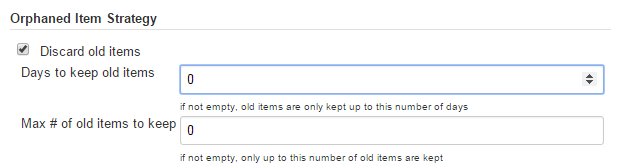 Orphaned Item Strategy
Discard old items
Days to keep old items
0
if not empty, old items are only kept up to this number of days
Max # of old items to keep
0
if not empty, only up to this number of old items are kept